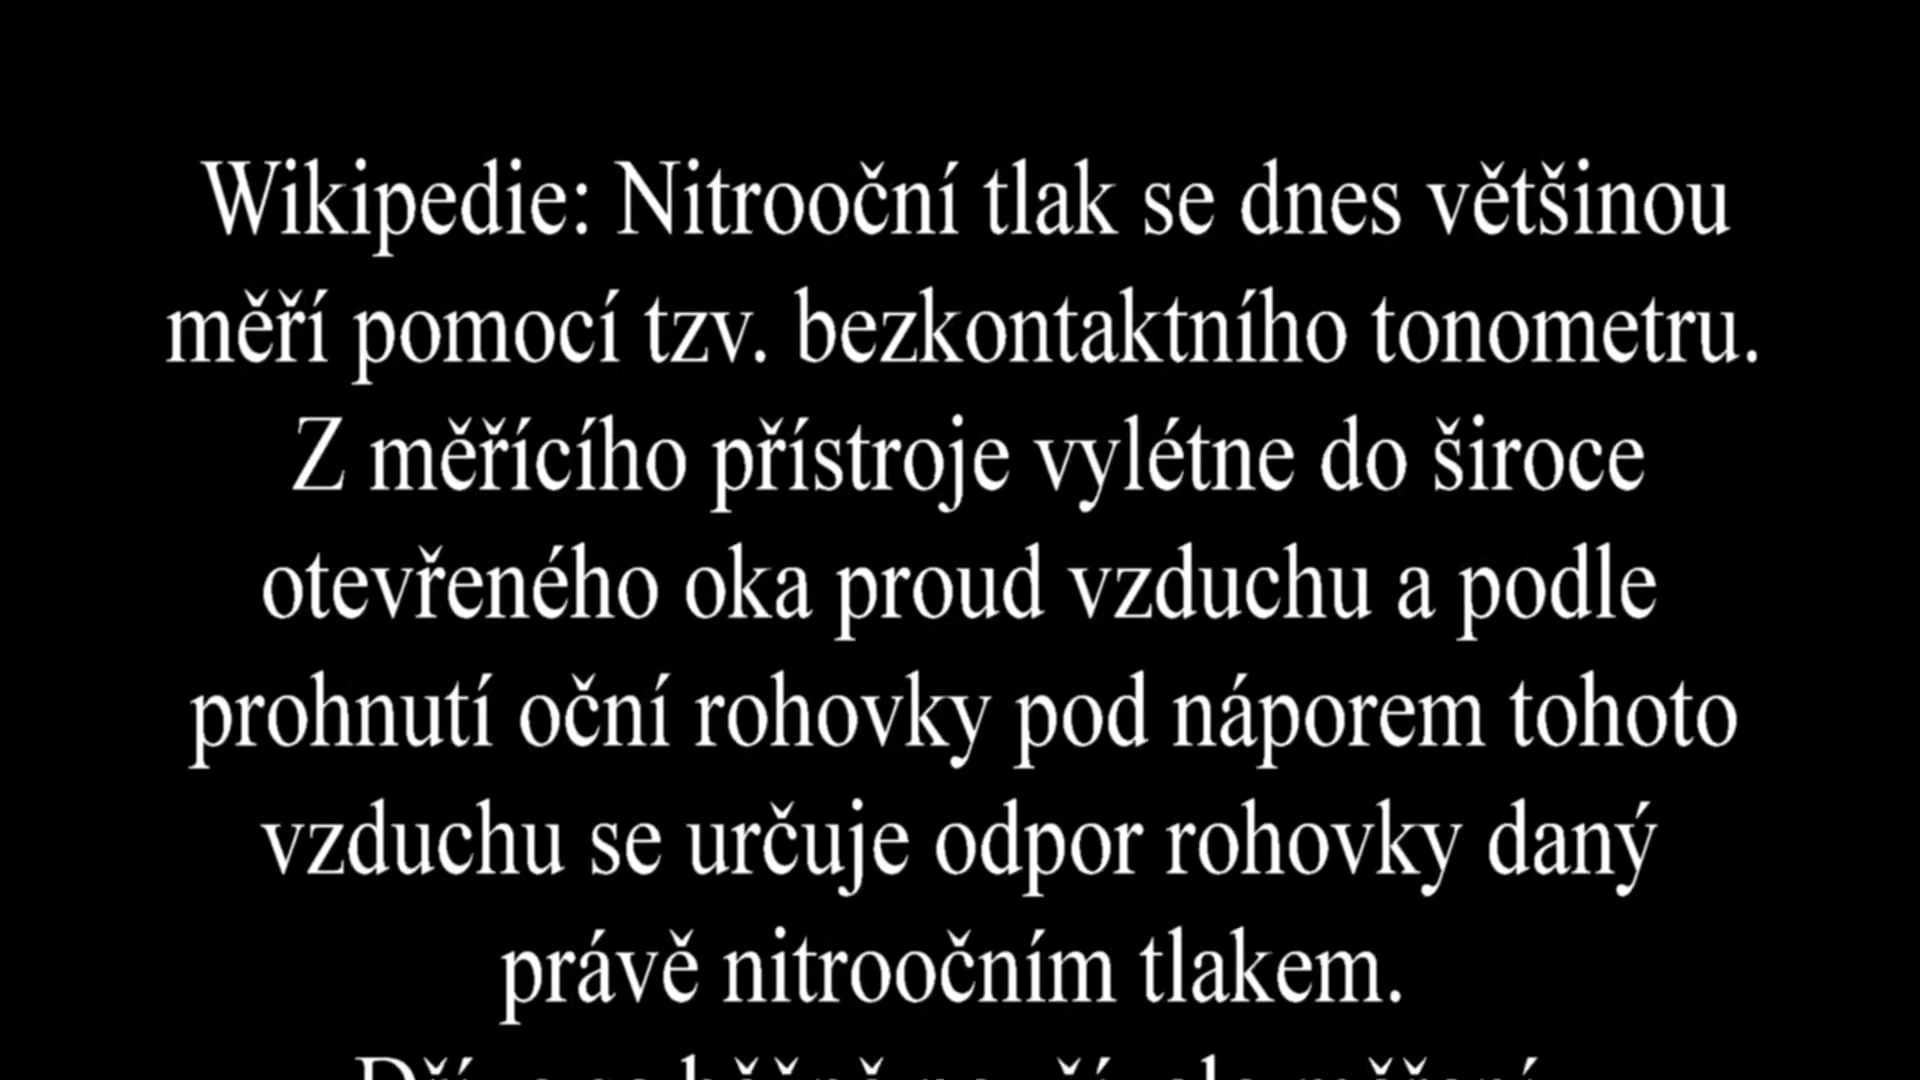 Wikipedie: Nitrooční tlak se dnes většinou
měří pomocí tzv. bezkontaktního tonometru.
Z měřícího přístroje vylétne do široce
otevřeného oka proud vzduchu a podle
prohnutí oční rohovky pod náporem tohoto
vzduchu se určuje odpor rohovky daný
právě nitroočním tlakem.